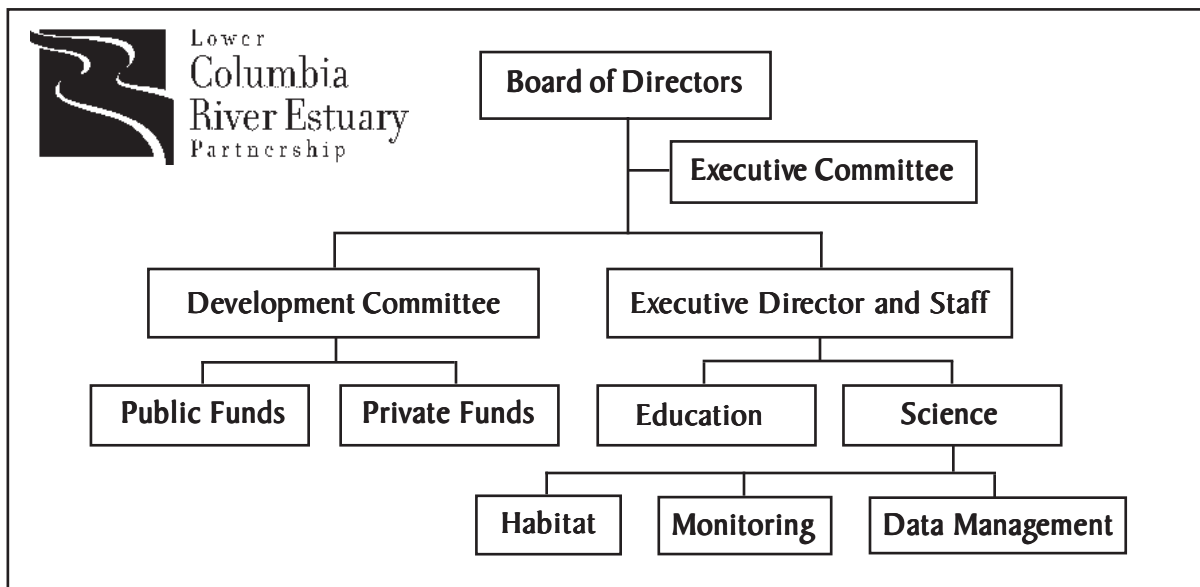 Lower
Columbia
River Estuary
Partnership
Board of Directors
Executive Committee
Development Committee
Executive Director and Staff
Public Funds
Private Funds
Education
Science
Habitat
Monitoring
Data Management